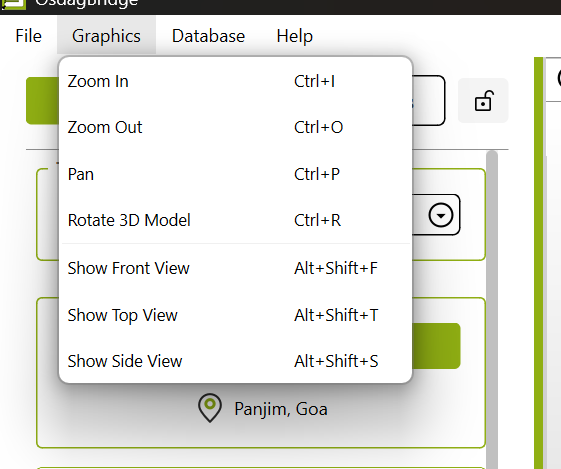 OsdagBridge
File Graphics Database Help
Zoom In Ctrl+I
Zoom Out Ctrl+O
Pan Ctrl+P
Rotate 3D Model Ctrl+R
Show Front View Alt+Shift+F
Show Top View Alt+Shift+T
Show Side View Alt+Shift+S
Panjim, Goa